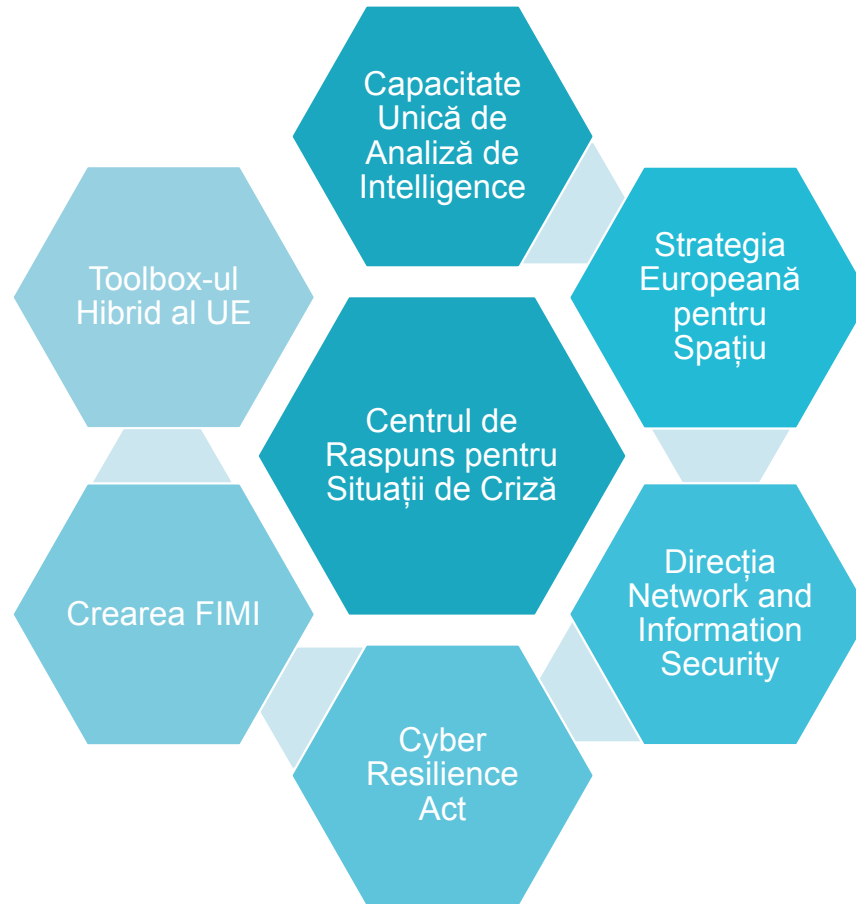 Capacitate
Unică de
Analiză de
Intelligence
Strategia
Europeană
pentru
Spațiu
Direcția
Network and
Information
Security
Cyber
Resilience
Act
Crearea FIMI
Toolbox-ul
Hibrid al UE
Centrul de
Raspuns pentru
Situații de Criză